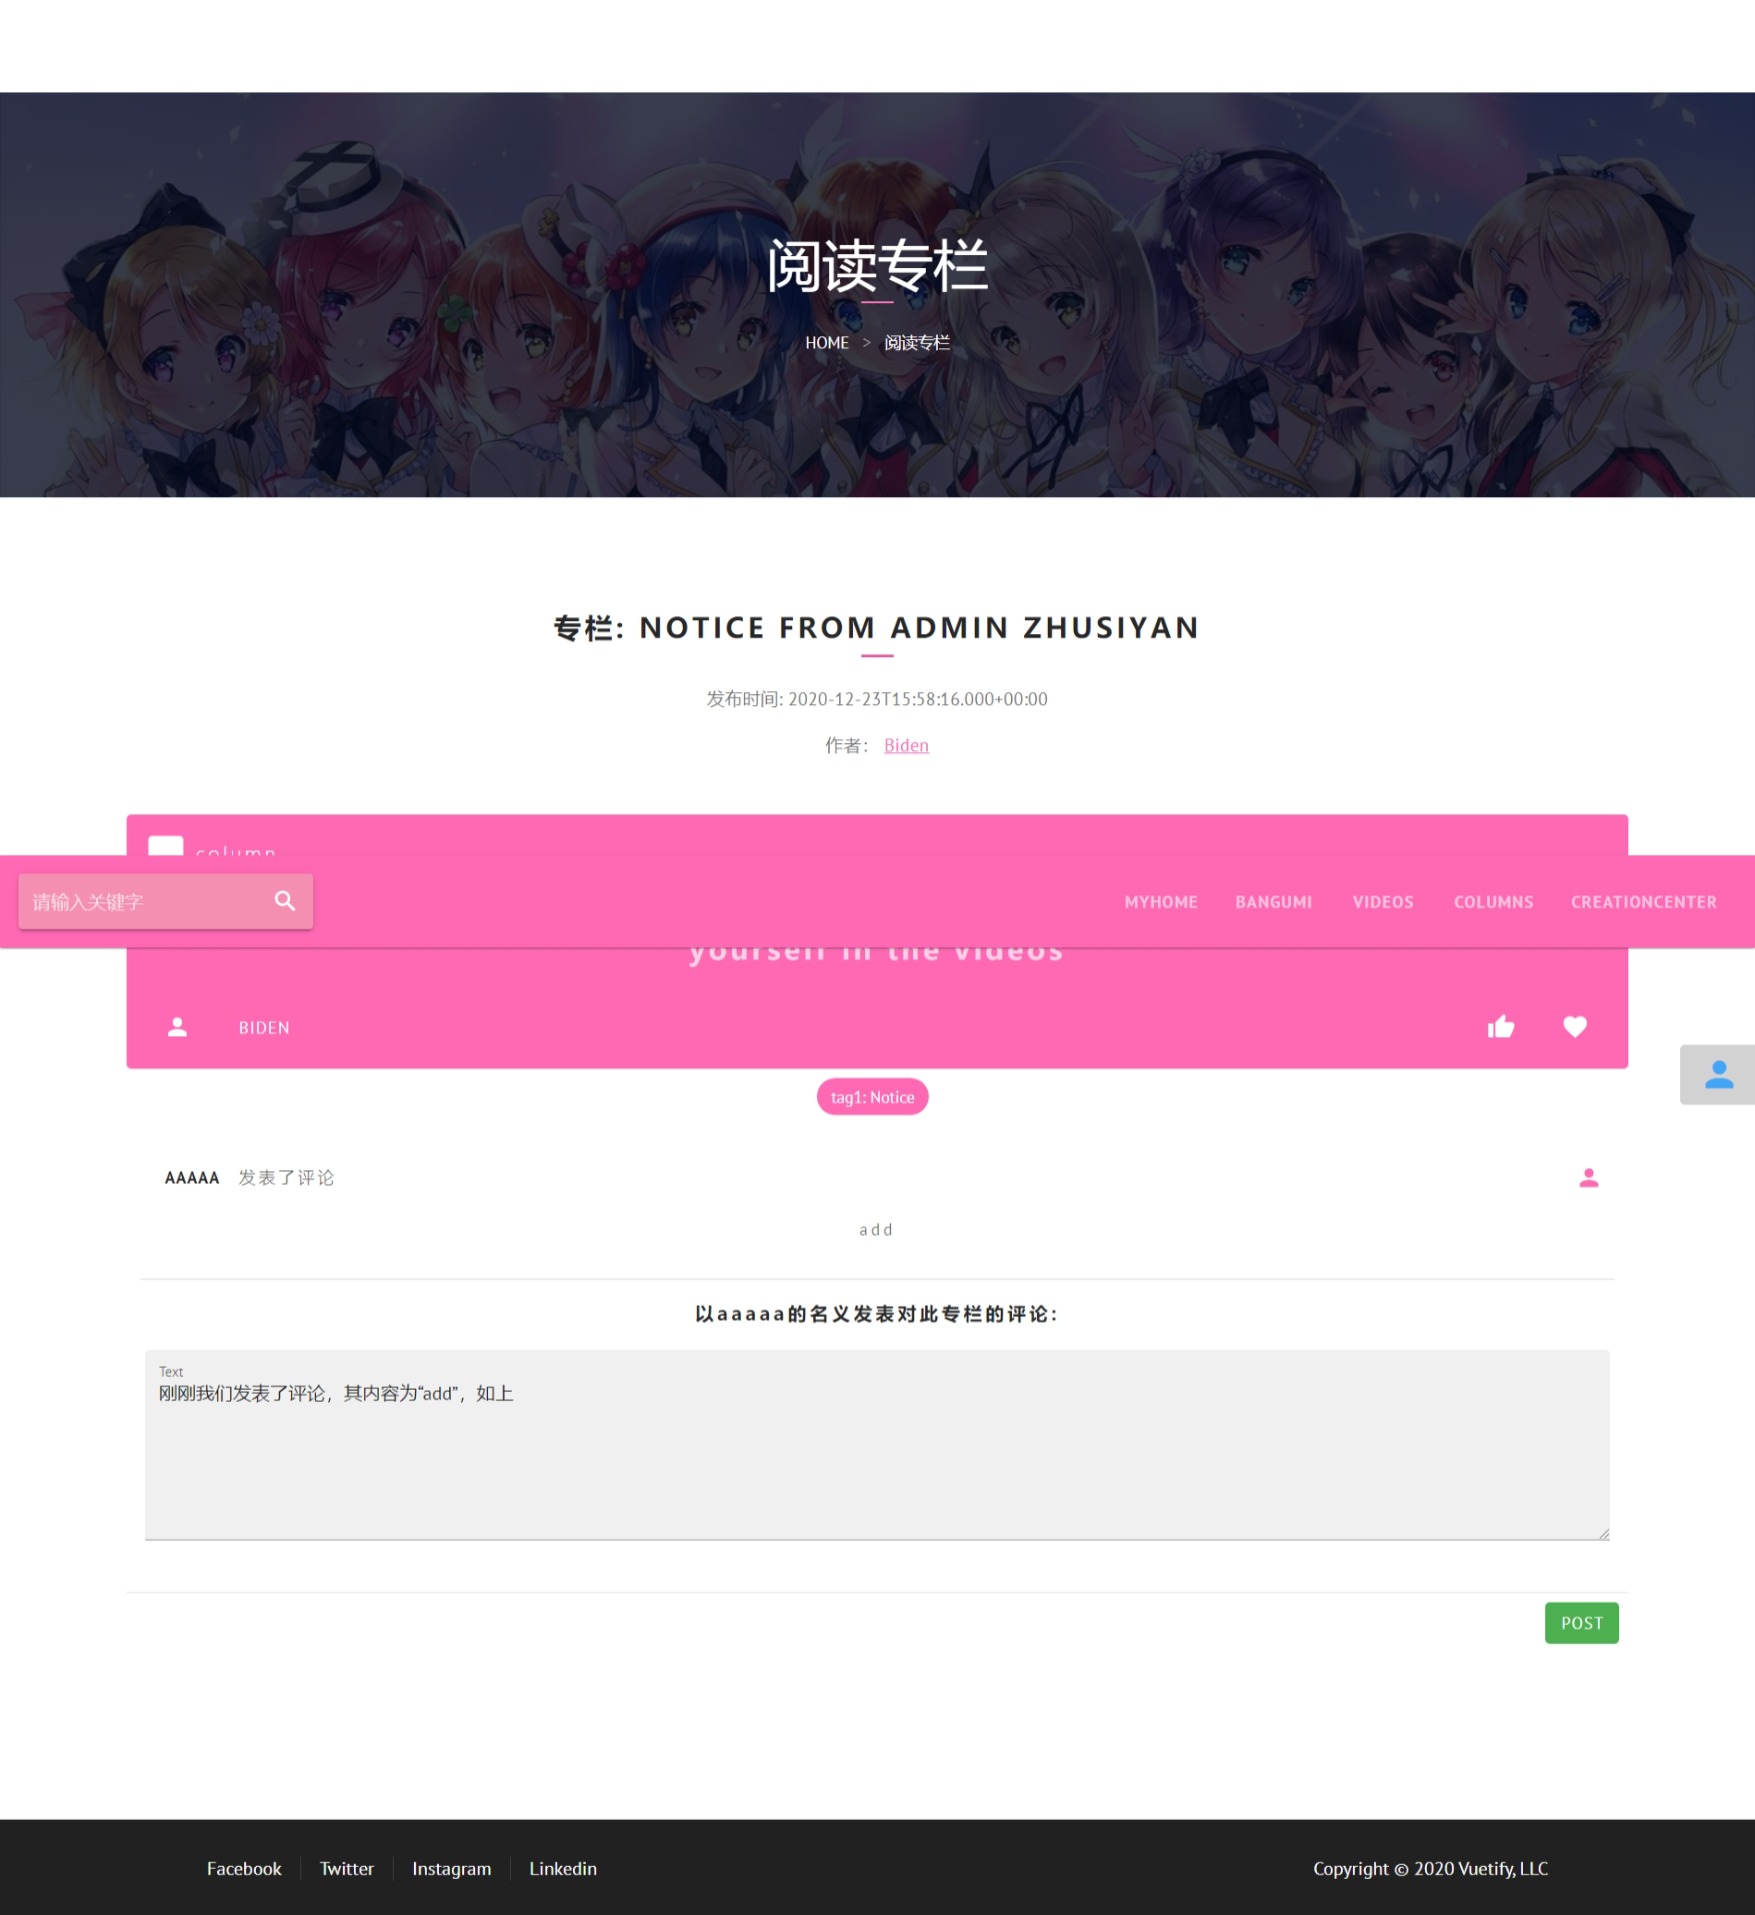 阅读专栏
HOME > 阅读专栏
专栏: NOTICE FROM ADMIN ZHUSIYAN
发布时间: 2020-12-23T15:58:16.000+00:00
作者： Biden
column
请输入关键字
MYHOME BANGUMI VIDEOS COLUMNS CREATIONCENTER
yourself in the videos
BIDEN
tag1: Notice
AAAAA 发表了评论
add
以aaaaa的名义发表对此专栏的评论:
Text
刚刚我们发表了评论，其内容为“add”，如上
POST
Facebook Twitter Instagram Linkedin
Copyright © 2020 Vuetify, LLC